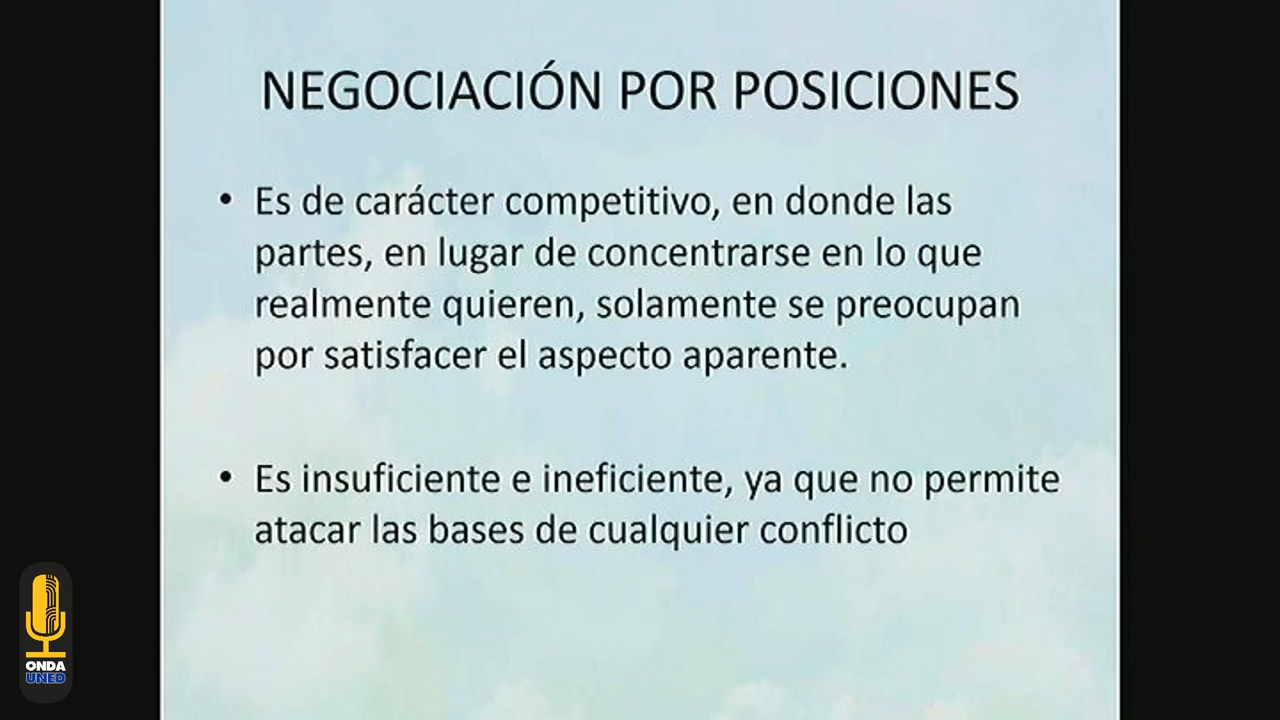 NEGOCIACIÓN POR POSICIONES
• Es de carácter competitivo, en donde las
partes, en lugar de concentrarse en lo que
realmente quieren, solamente se preocupan
por satisfacer el aspecto aparente.
• Es insuficiente e ineficiente, ya que no permite
atacar las bases de cualquier conflicto
ONDA
UNED